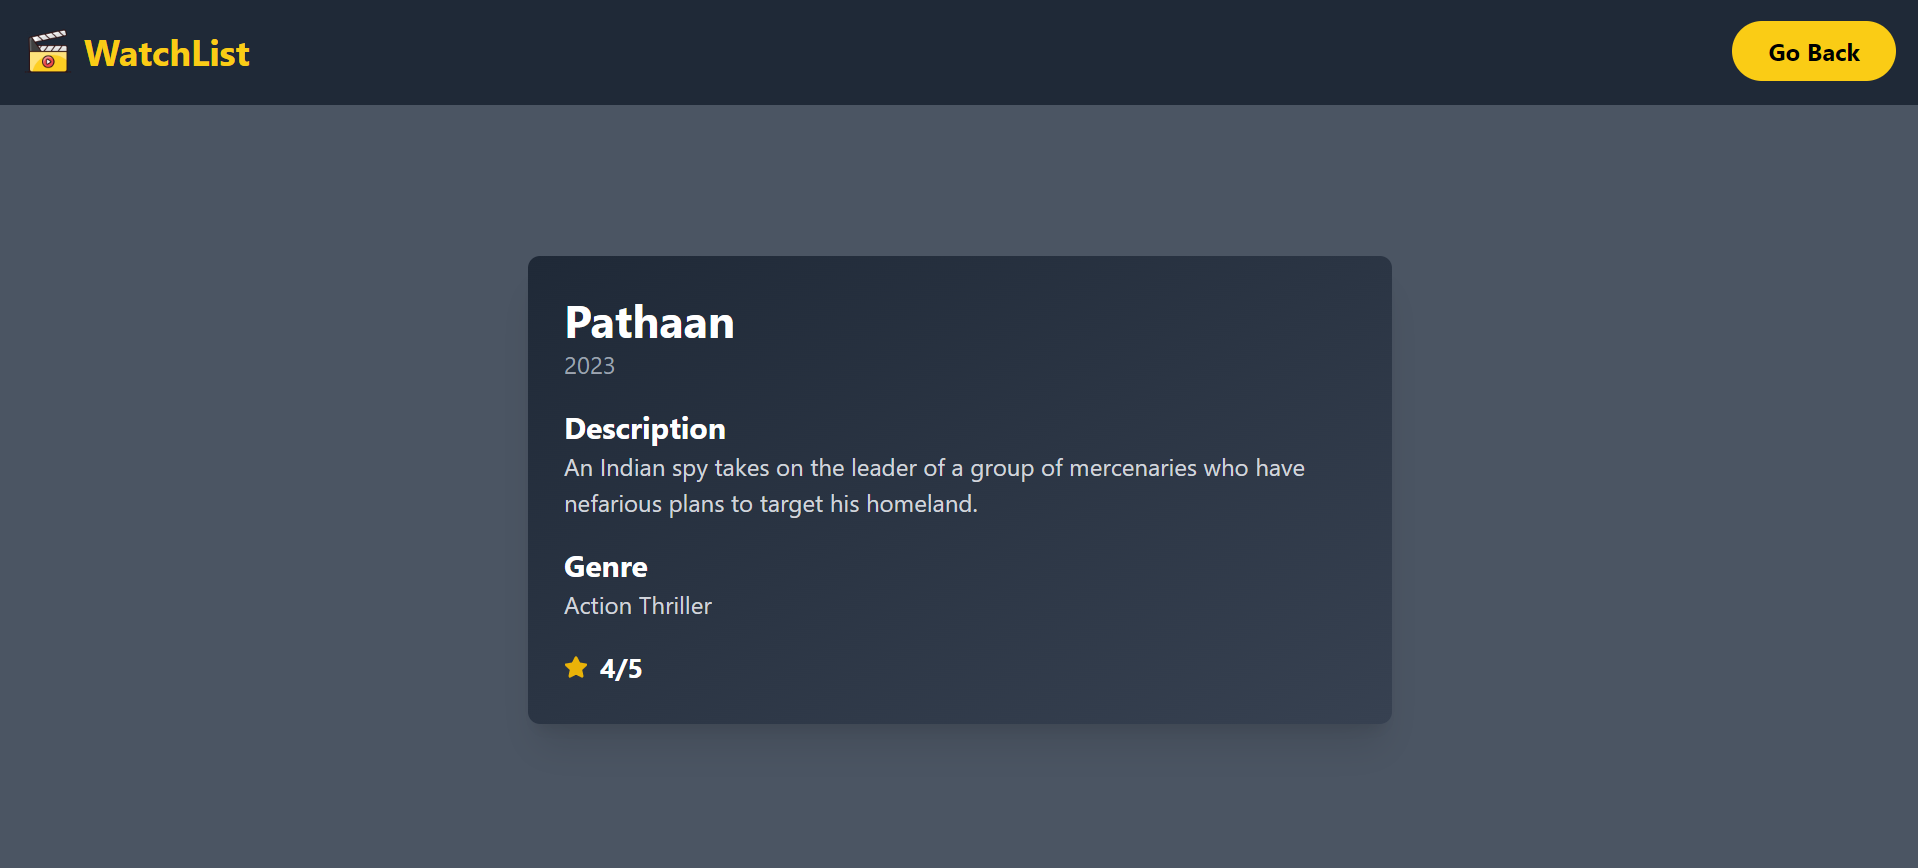 WatchList
Go Back
Pathaan
2023
Description
An Indian spy takes on the leader of a group of mercenaries who have
nefarious plans to target his homeland.
Genre
Action Thriller
4/5